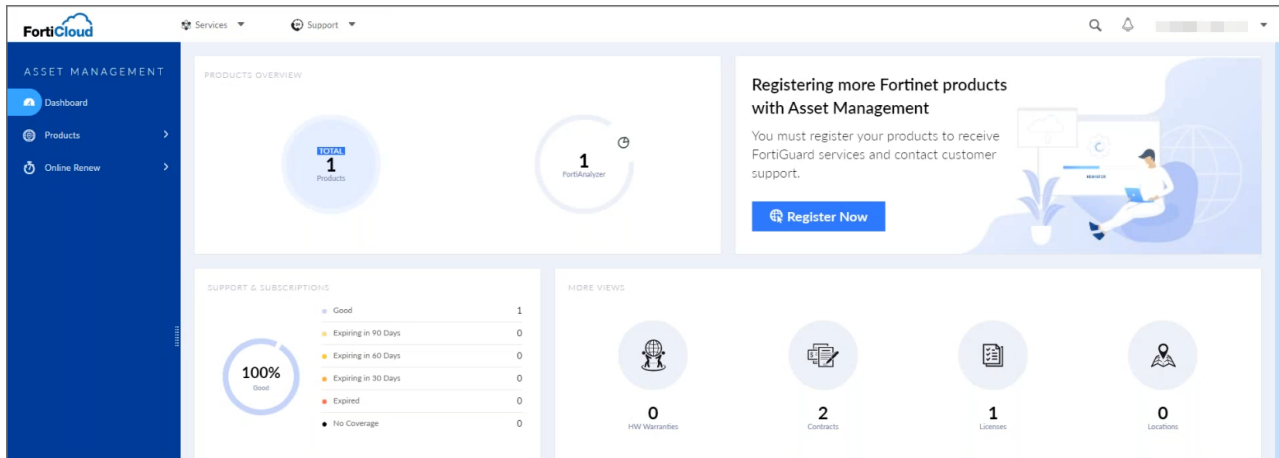 FortiCloud
Services
Support
ASSET MANAGEMENT
Dashboard
Products
Online Renew
PRODUCTS OVERVIEW
TOTAL
1
Products
1
FortiAnalyzer
Registering more Fortinet products
with Asset Management
You must register your products to receive
FortiGuard services and contact customer
support.
Register Now
REGISTER
SUPPORT & SUBSCRIPTIONS
100%
Good
Good 1
Expiring in 90 Days 0
Expiring in 60 Days 0
Expiring in 30 Days 0
Expired 0
No Coverage 0
MORE VIEWS
0
HW Warranties
2
Contracts
1
Licenses
0
Locations